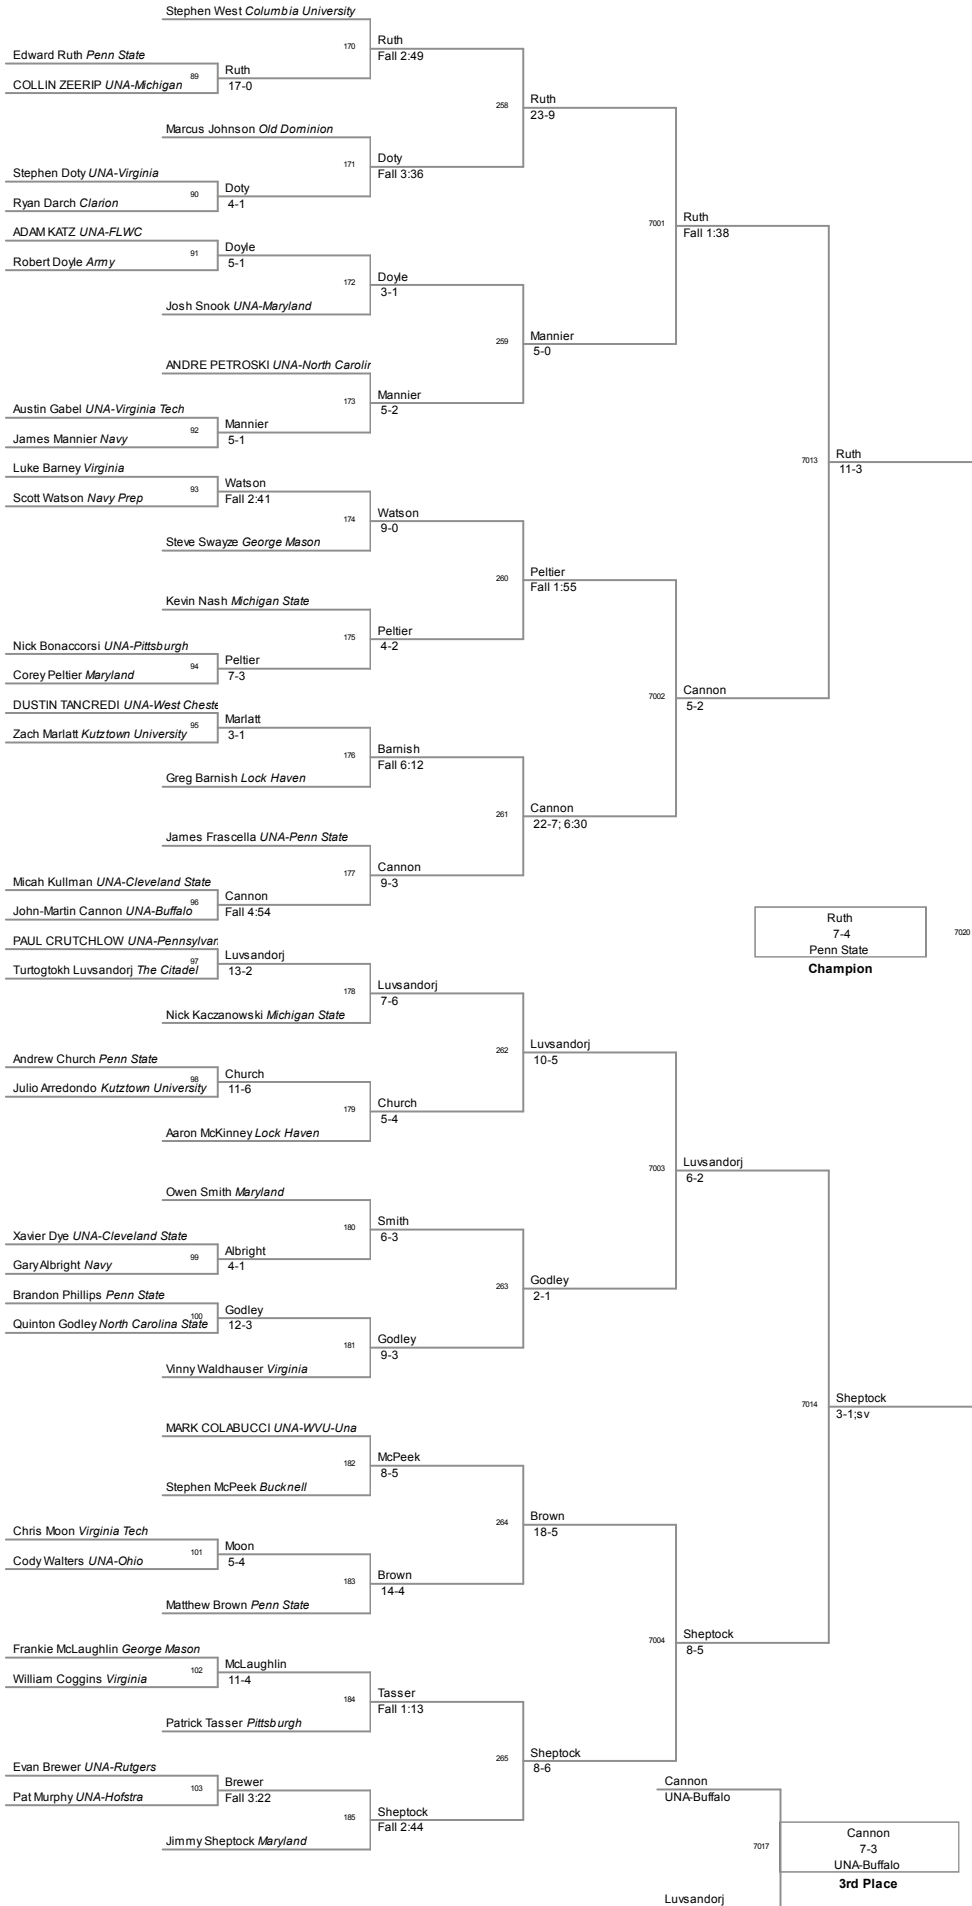 Stephen West Columbia University
170
Ruth
Fall 2:49
Edward Ruth Penn State
89
Ruth
17-0
COLLIN ZEERIP UNA-Michigan
258
Ruth
23-9
Marcus Johnson Old Dominion
171
Doty
Fall 3:36
Stephen Doty UNA-Virginia
90
Doty
4-1
Ryan Darch Clarion
7001
Ruth
Fall 1:38
ADAM KATZ UNA-FLWC
91
Doyle
5-1
Robert Doyle Army
172
Doyle
3-1
Josh Snook UNA-Maryland
259
Mannier
5-0
ANDRE PETROSKI UNA-North Carolir
173
Mannier
5-2
Austin Gabel UNA-Virginia Tech
92
Mannier
5-1
James Mannier Navy
7013
Ruth
11-3
Luke Barney Virginia
93
Watson
Fall 2:41
Scott Watson Navy Prep
174
Watson
9-0
Steve Swayze George Mason
260
Peltier
Fall 1:55
Kevin Nash Michigan State
175
Peltier
4-2
Nick Bonaccorsi UNA-Pittsburgh
94
Peltier
7-3
Corey Peltier Maryland
7002
Cannon
5-2
DUSTIN TANCREDI UNA-West Cheste
95
Marlatt
3-1
Zach Marlatt Kutztown University
176
Barnish
Fall 6:12
Greg Barnish Lock Haven
261
Cannon
22-7; 6:30
James Frascella UNA-Penn State
177
Cannon
9-3
Micah Kullman UNA-Cleveland State
96
Cannon
Fall 4:54
John-Martin Cannon UNA-Buffalo
Ruth
7-4
Penn State
Champion
7020
PAUL CRUTCHLOW UNA-Pennsylvar
97
Luvsandorj
13-2
Turtogtokh Luvsandorj The Citadel
178
Luvsandorj
7-6
Nick Kaczanowski Michigan State
262
Luvsandorj
10-5
Andrew Church Penn State
98
Church
11-6
Julio Arredondo Kutztown University
179
Church
5-4
Aaron McKinney Lock Haven
7003
Luvsandorj
6-2
Owen Smith Maryland
180
Smith
6-3
Xavier Dye UNA-Cleveland State
99
Albright
4-1
Gary Albright Navy
263
Godley
2-1
Brandon Phillips Penn State
100
Godley
12-3
Quinton Godley North Carolina State
181
Godley
9-3
Vinny Waldhauser Virginia
7014
Sheptock
3-1;sv
MARK COLABUCCI UNA-WVU-Una
182
McPeek
8-5
Stephen McPeek Bucknell
264
Brown
18-5
Chris Moon Virginia Tech
101
Moon
5-4
Cody Walters UNA-Ohio
183
Brown
14-4
Matthew Brown Penn State
7004
Sheptock
8-5
Frankie McLaughlin George Mason
102
McLaughlin
11-4
William Coggins Virginia
184
Tasser
Fall 1:13
Patrick Tasser Pittsburgh
265
Sheptock
8-6
Evan Brewer UNA-Rutgers
103
Brewer
Fall 3:22
Pat Murphy UNA-Hofstra
185
Sheptock
Fall 2:44
Jimmy Sheptock Maryland
Cannon
UNA-Buffalo
7017
Cannon
7-3
UNA-Buffalo
3rd Place
Luvsandorj